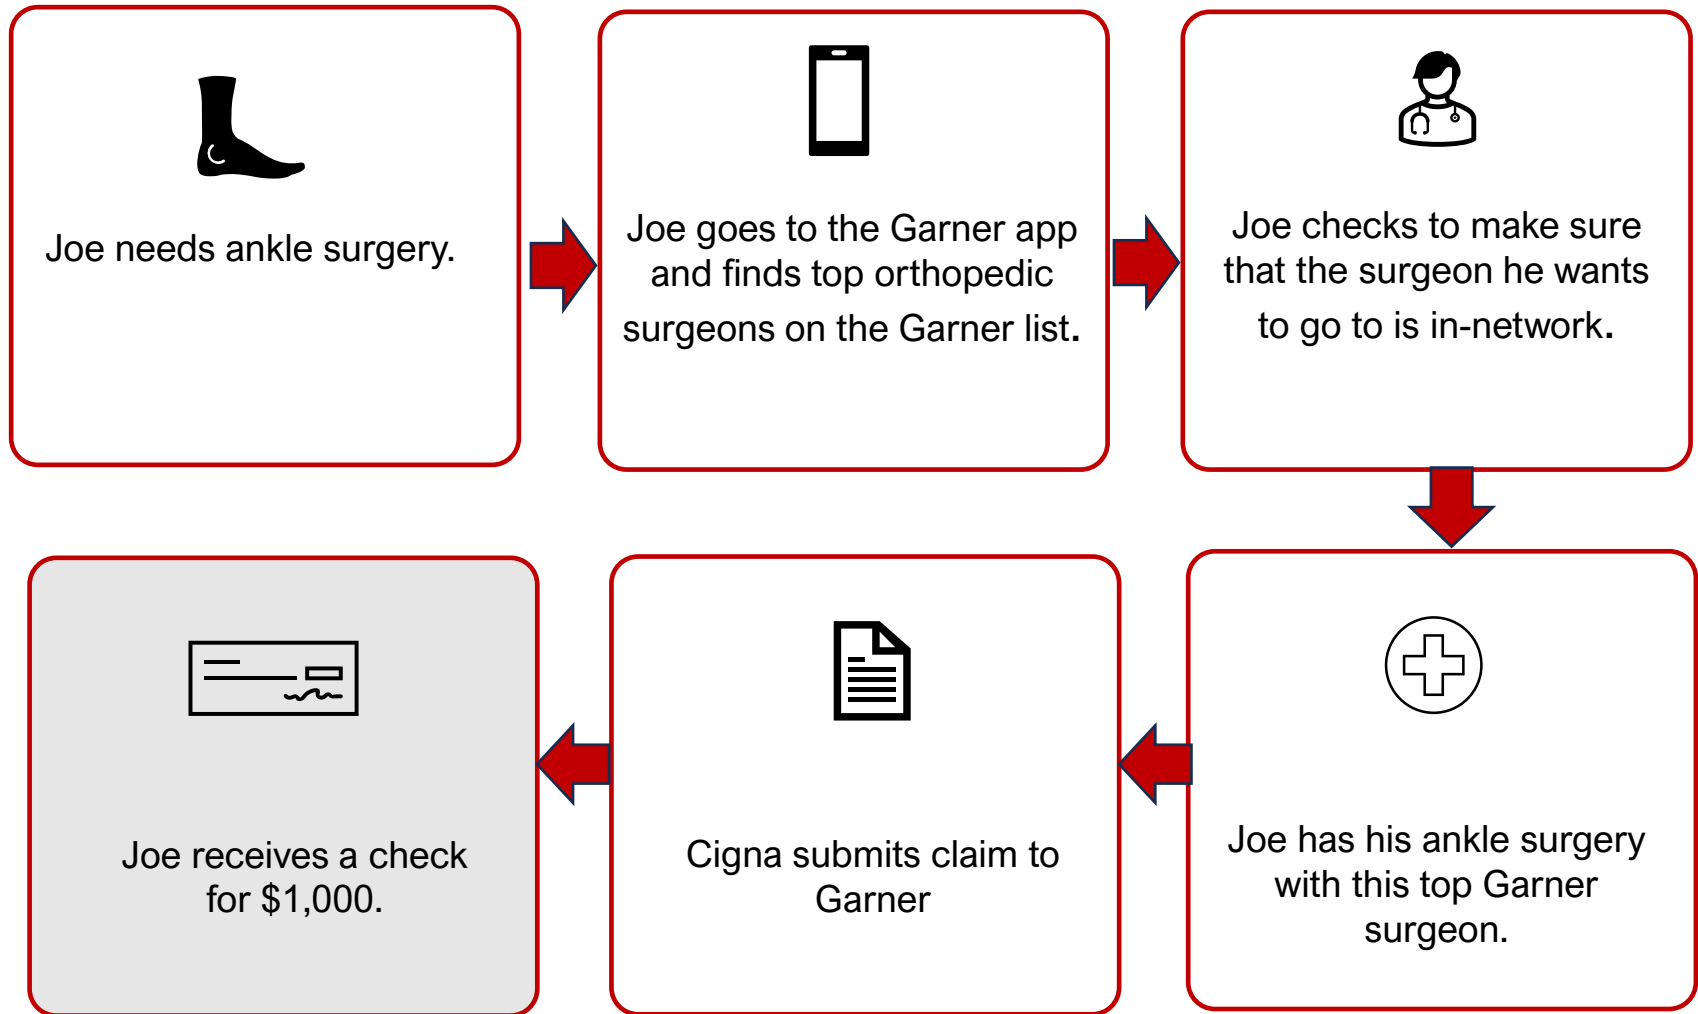 Joe needs ankle surgery.
Joe goes to the Garner app
and finds top orthopedic
surgeons on the Garner list.
Joe checks to make sure
that the surgeon he wants
to go to is in-network.
Joe has his ankle surgery
with this top Garner
surgeon.
Cigna submits claim to
Garner
Joe receives a check
for $1,000.